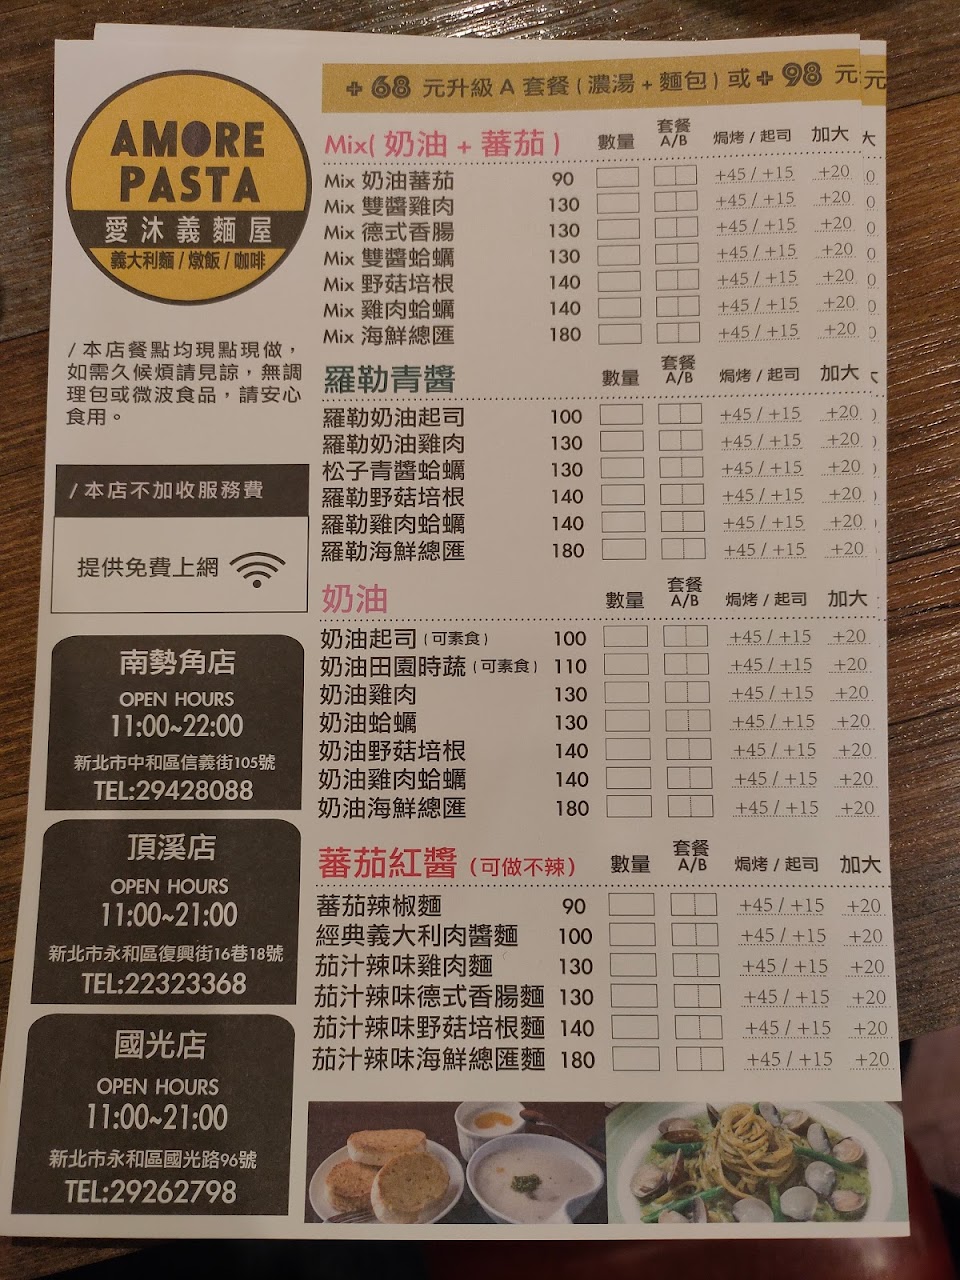 AMORE
PASTA
愛沐義麵屋
義大利麵/燉飯/咖啡
/本店餐點均現點現做，
如需久候煩請見諒，無調
理包或微波食品，請安心
食用。
/本店不加收服務費
提供免費上網
南勢角店
OPEN HOURS
11:00~22:00
新北市中和區信義街105號
TEL:29428088
頂溪店
OPEN HOURS
11:00~21:00
新北市永和區復興街16巷18號
TEL:22323368
國光店
OPEN HOURS
11:00~21:00
新北市永和區國光路96號
TEL:29262798
+68 元升級A套餐(濃湯+麵包)或+98 元
Mix(奶油+蕃茄) 數量 套餐A/B 焗烤/起司 加大
Mix 奶油蕃茄 90 +45/+15 +20
Mix 雙醬雞肉 130 +45/+15 +20
Mix 德式香腸 130 +45/+15 +20
Mix 雙醬蛤蠣 130 +45/+15 +20
Mix 野菇培根 140 +45/+15 +20
Mix 雞肉蛤蠣 140 +45/+15 +20
Mix 海鮮總匯 180 +45/+15 +20
羅勒青醬 數量 套餐A/B 焗烤/起司 加大
羅勒奶油起司 100 +45/+15 +20
羅勒奶油雞肉 130 +45/+15 +20
松子青醬蛤蠣 130 +45/+15 +20
羅勒野菇培根 140 +45/+15 +20
羅勒雞肉蛤蠣 140 +45/+15 +20
羅勒海鮮總匯 180 +45/+15 +20
奶油 數量 套餐A/B 焗烤/起司 加大
奶油起司(可素食) 100 +45/+15 +20
奶油田園時蔬(可素食) 110 +45/+15 +20
奶油雞肉 130 +45/+15 +20
奶油蛤蠣 130 +45/+15 +20
奶油野菇培根 140 +45/+15 +20
奶油雞肉蛤蠣 140 +45/+15 +20
奶油海鮮總匯 180 +45/+15 +20
蕃茄紅醬(可做不辣) 數量 套餐A/B 焗烤/起司 加大
蕃茄辣椒麵 90 +45/+15 +20
經典義大利肉醬麵 100 +45/+15 +20
茄汁辣味雞肉麵 130 +45/+15 +20
茄汁辣味德式香腸麵 130 +45/+15 +20
茄汁辣味野菇培根麵 140 +45/+15 +20
茄汁辣味海鮮總匯麵 180 +45/+15 +20